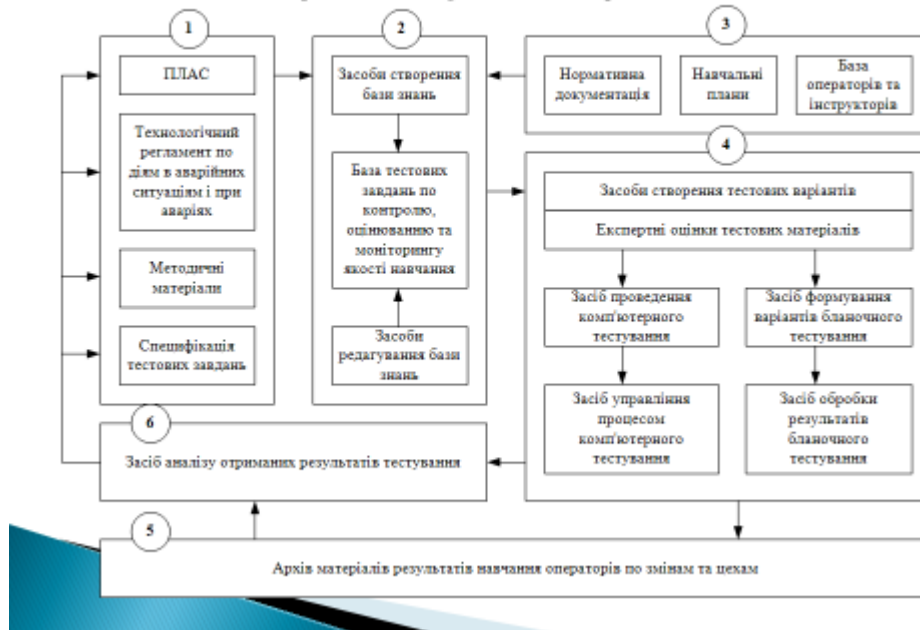 1
ПЛАС
Технологічний
регламент по
діям в аварійних
ситуаціям і при
аваріях
Методичні
матеріали
Специфікація
тестових завдань
2
Засоби створення
бази знань
База тестових
завдань по
контролю,
оцінюванню та
моніторингу
якості навчання
Засоби
редагування бази
знань
3
Нормативна
документація
Навчальні
плани
База
операторів та
інструкторів
4
Засоби створення тестових варіантів
Експертні оцінки тестових матеріалів
Засіб проведення
комп'ютерного
тестування
Засіб формування
варіантів бланочного
тестування
Засіб управління
процесом
комп'ютерного
тестування
Засіб обробки
результатів
бланочного
тестування
6
Засіб аналізу отриманих результатів тестування
5
Архів матеріалів результатів навчання операторів по змінам та цехам